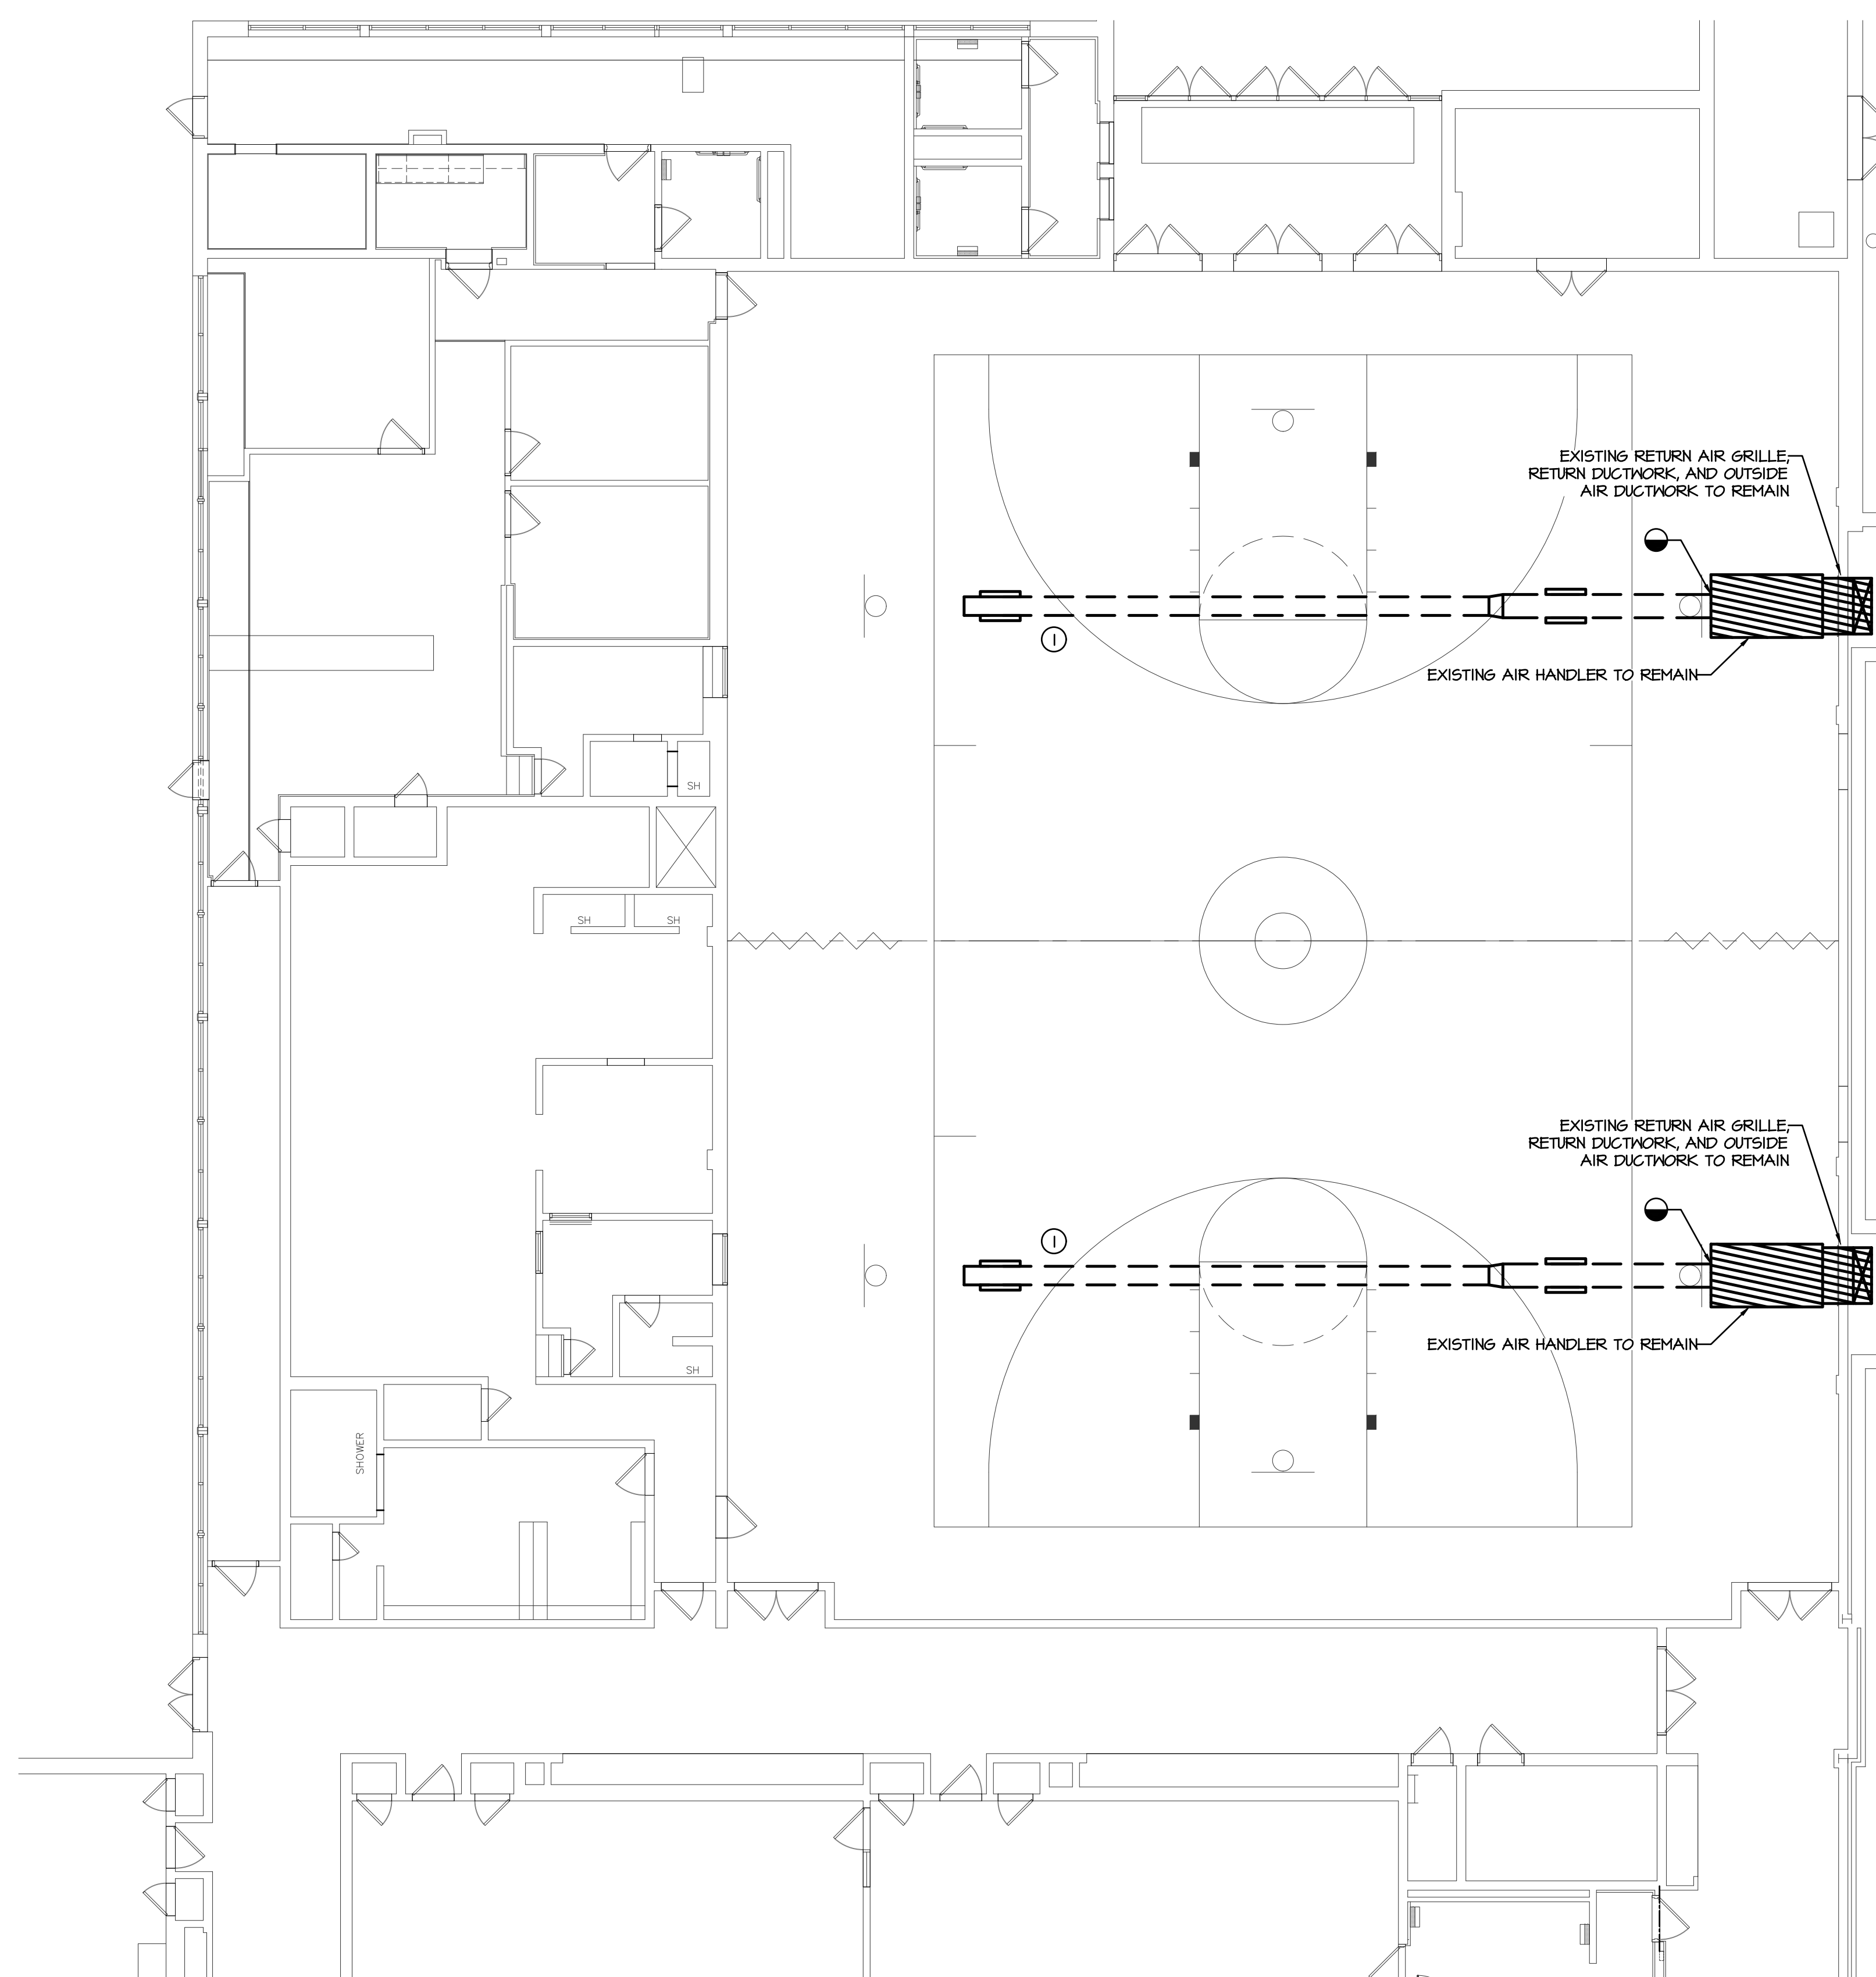 EXISTING RETURN AIR GRILLE,
RETURN DUCTWORK, AND OUTSIDE
AIR DUCTWORK TO REMAIN
1
EXISTING AIR HANDLER TO REMAIN
SH
SH
SH
EXISTING RETURN AIR GRILLE,
RETURN DUCTWORK, AND OUTSIDE
AIR DUCTWORK TO REMAIN
1
EXISTING AIR HANDLER TO REMAIN
SH
SHOWER